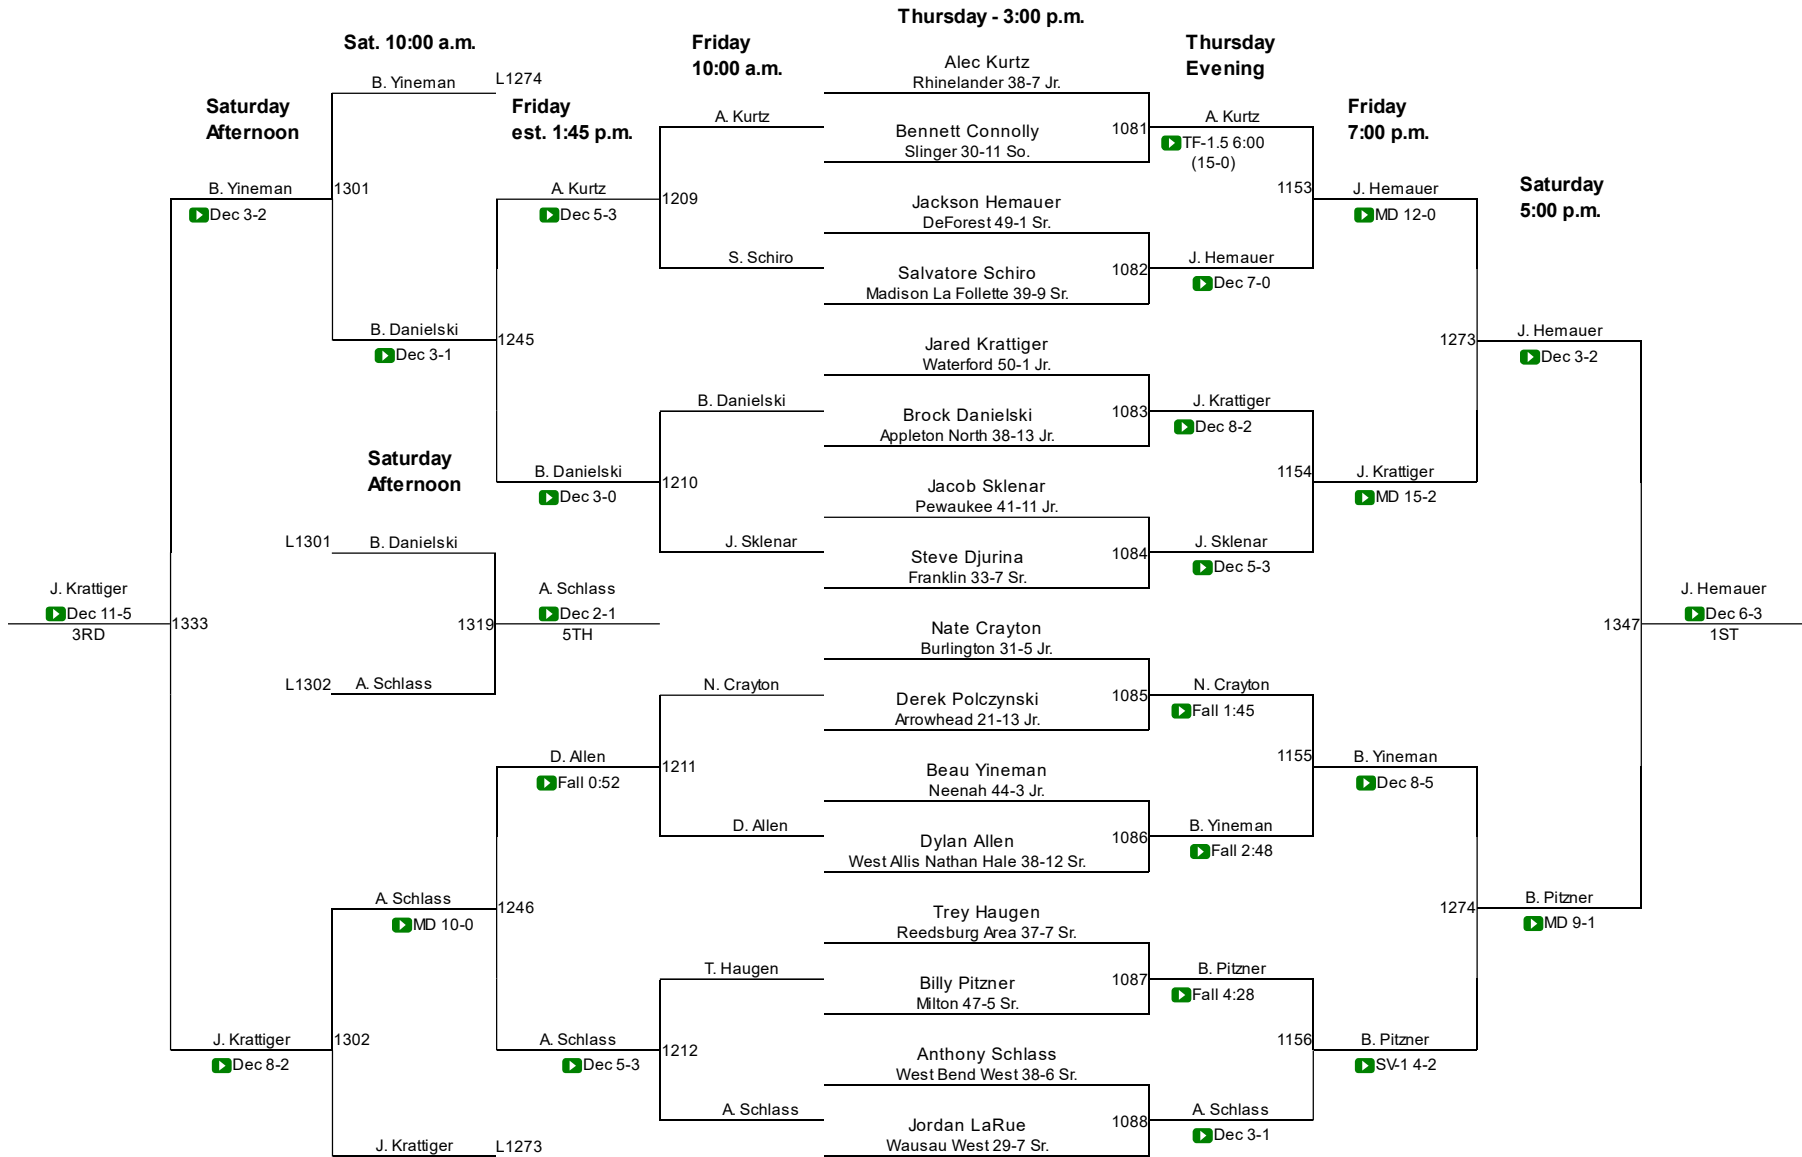 Thursday - 3:00 p.m.
Sat. 10:00 a.m.
Friday
10:00 a.m.
Thursday
Evening
Alec Kurtz
Rhinelander 38-7 Jr.
B. Yineman
L1274
Saturday
Afternoon
Friday
est. 1:45 p.m.
Friday
7:00 p.m.
A. Kurtz
Bennett Connolly
Slinger 30-11 So.
1081
A. Kurtz
TF-1.5 6:00
(15-0)
B. Yineman
Dec 3-2
1301
A. Kurtz
Dec 5-3
1209
Jackson Hemauer
DeForest 49-1 Sr.
1153
J. Hemauer
MD 12-0
Saturday
5:00 p.m.
S. Schiro
Salvatore Schiro
Madison La Follette 39-9 Sr.
1082
J. Hemauer
Dec 7-0
B. Danielski
Dec 3-1
1245
Jared Krattiger
Waterford 50-1 Jr.
1273
J. Hemauer
Dec 3-2
B. Danielski
Brock Danielski
Appleton North 38-13 Jr.
1083
J. Krattiger
Dec 8-2
Saturday
Afternoon
B. Danielski
Dec 3-0
1210
Jacob Sklenar
Pewaukee 41-11 Jr.
1154
J. Krattiger
MD 15-2
L1301
B. Danielski
J. Sklenar
Steve Djurina
Franklin 33-7 Sr.
1084
J. Sklenar
Dec 5-3
J. Krattiger
Dec 11-5
3RD
1333
1319
A. Schlass
Dec 2-1
5TH
Nate Crayton
Burlington 31-5 Jr.
1347
J. Hemauer
Dec 6-3
1ST
L1302
A. Schlass
N. Crayton
Derek Polczynski
Arrowhead 21-13 Jr.
1085
N. Crayton
Fall 1:45
D. Allen
Fall 0:52
1211
Beau Yineman
Neenah 44-3 Jr.
1155
B. Yineman
Dec 8-5
D. Allen
Dylan Allen
West Allis Nathan Hale 38-12 Sr.
1086
B. Yineman
Fall 2:48
A. Schlass
MD 10-0
1246
Trey Haugen
Reedsburg Area 37-7 Sr.
1274
B. Pitzner
MD 9-1
T. Haugen
Billy Pitzner
Milton 47-5 Sr.
1087
B. Pitzner
Fall 4:28
J. Krattiger
Dec 8-2
1302
A. Schlass
Dec 5-3
1212
Anthony Schlass
West Bend West 38-6 Sr.
1156
B. Pitzner
SV-1 4-2
A. Schlass
Jordan LaRue
Wausau West 29-7 Sr.
1088
A. Schlass
Dec 3-1
J. Krattiger
L1273